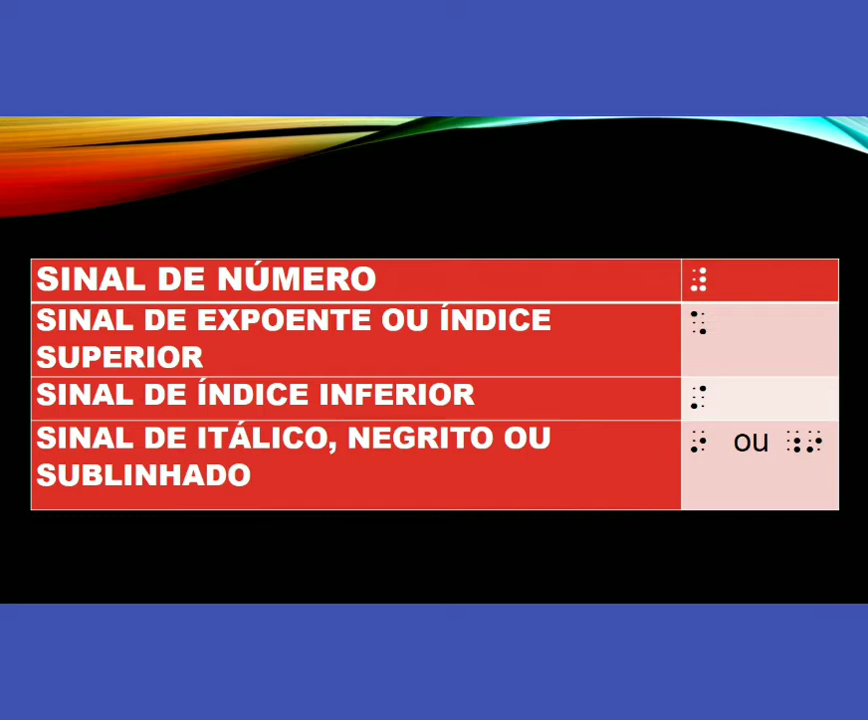 SINAL DE NÚMERO ⠼
SINAL DE EXPOENTE OU ÍNDICE
SUPERIOR ⠡
SINAL DE ÍNDICE INFERIOR ⠌
SINAL DE ITÁLICO, NEGRITO OU
SUBLINHADO ⠔ ou ⠰⠔